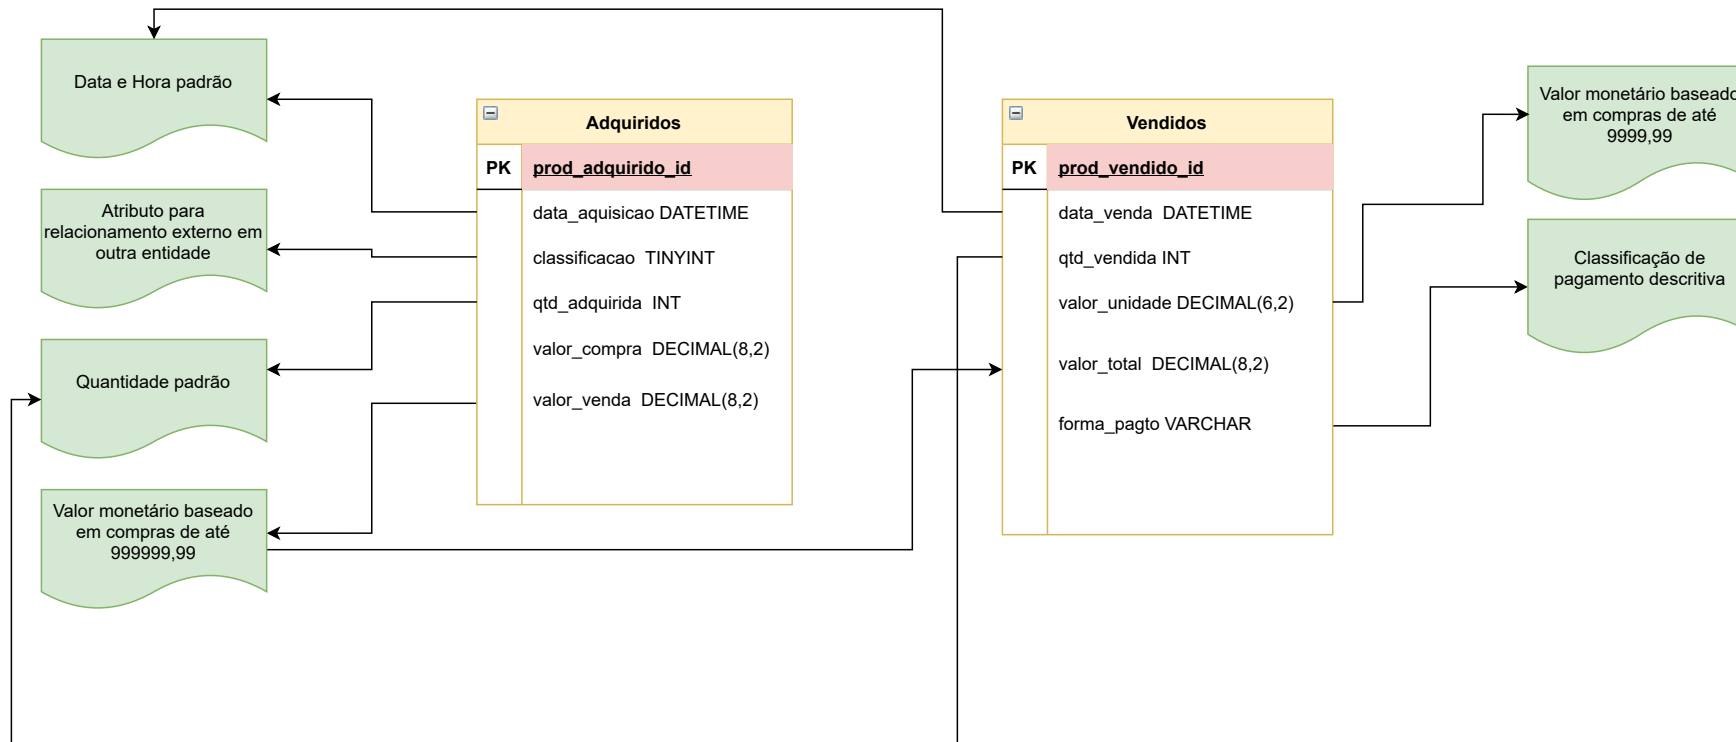 Data e Hora padrão
Atributo para
relacionamento externo em
outra entidade
Quantidade padrão
Valor monetário baseado
em compras de até
999999,99
Adquiridos
PK prod_adquirido_id
data_aquisicao DATETIME
classificacao TINYINT
qtd_adquirida INT
valor_compra DECIMAL(8,2)
valor_venda DECIMAL(8,2)
Vendidos
PK prod_vendido_id
data_venda DATETIME
qtd_vendida INT
valor_unidade DECIMAL(6,2)
valor_total DECIMAL(8,2)
forma_pagto VARCHAR
Valor monetário baseado
em compras de até
9999,99
Classificação de
pagamento descritiva